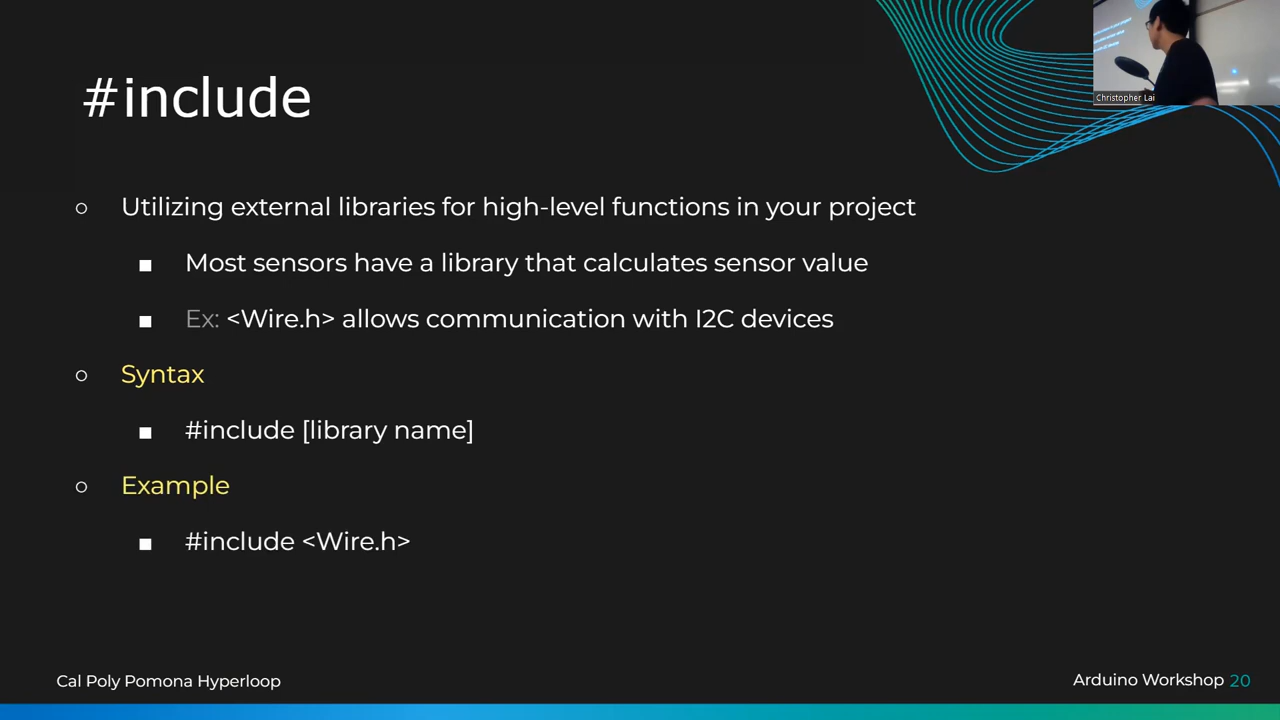 #include
Utilizing external libraries for high-level functions in your project
Most sensors have a library that calculates sensor value
Ex: <Wire.h> allows communication with I2C devices
Syntax
#include [library name]
Example
#include <Wire.h>
Christopher Lai
Cal Poly Pomona Hyperloop
Arduino Workshop 20